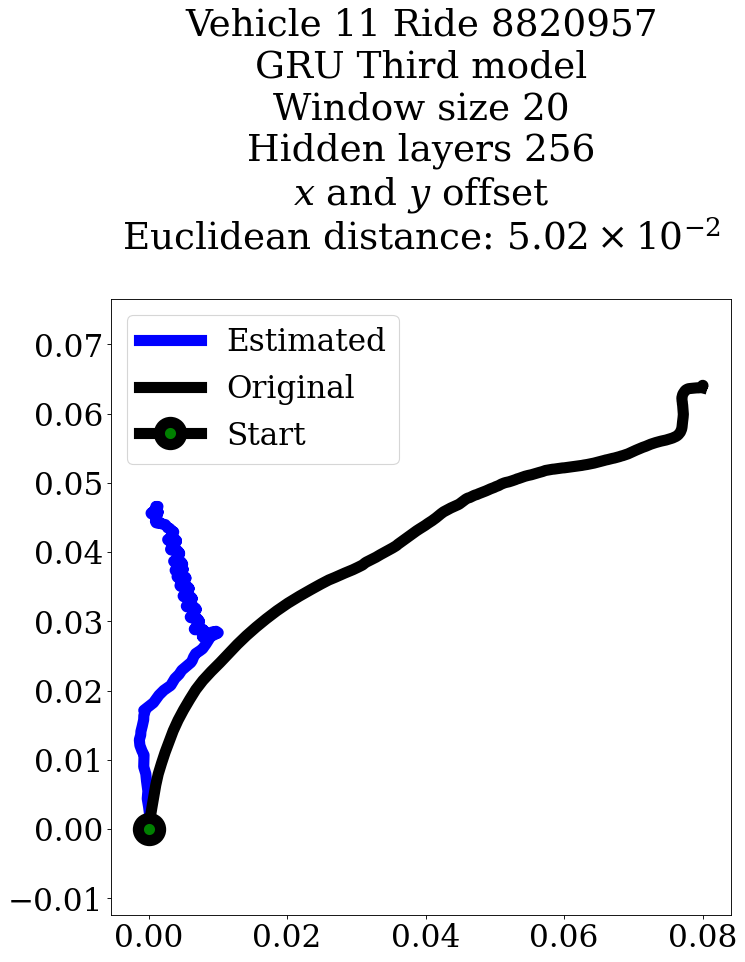 Vehicle 11 Ride 8820957
GRU Third model
Window size 20
Hidden layers 256
x and y offset
Euclidean distance: 5.02 × 10⁻²
Estimated
Original
Start
0.07
0.06
0.05
0.04
0.03
0.02
0.01
0.00
−0.01
0.00 0.02 0.04 0.06 0.08